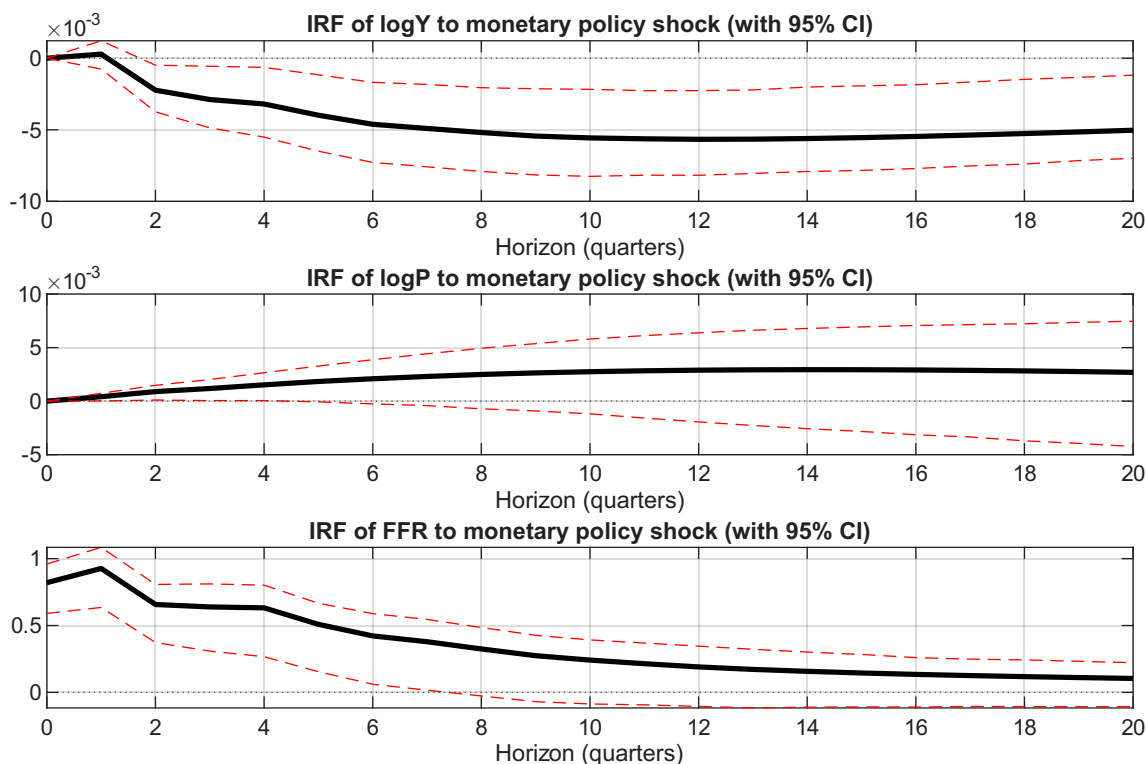 ×10⁻³
IRF of logY to monetary policy shock (with 95% CI)
0
-5
-10
0 2 4 6 8 10 12 14 16 18 20
Horizon (quarters)
×10⁻³
IRF of logP to monetary policy shock (with 95% CI)
10
5
0
-5
0 2 4 6 8 10 12 14 16 18 20
Horizon (quarters)
IRF of FFR to monetary policy shock (with 95% CI)
1
0.5
0
0 2 4 6 8 10 12 14 16 18 20
Horizon (quarters)